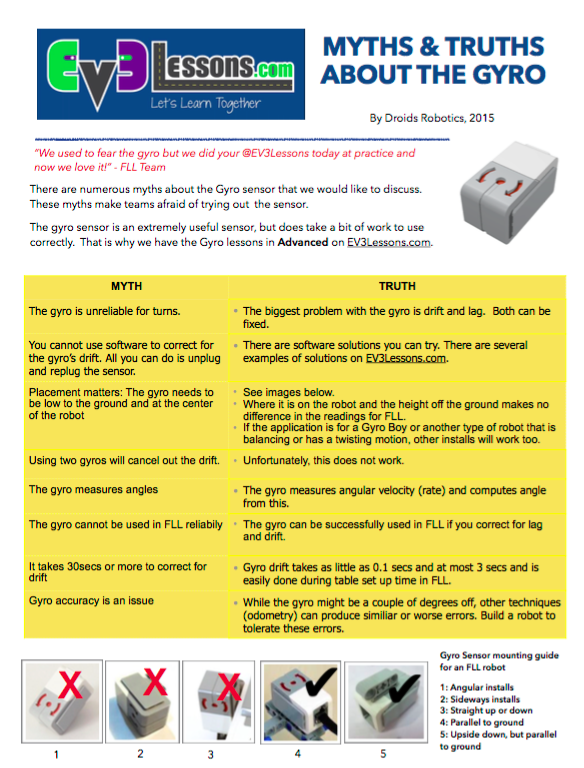 EV3Lessons.com
Let's Learn Together
MYTHS & TRUTHS
ABOUT THE GYRO
By Droids Robotics, 2015
"We used to fear the gyro but we did your @EV3Lessons today at practice and
now we love it!" - FLL Team
There are numerous myths about the Gyro sensor that we would like to discuss.
These myths make teams afraid of trying out the sensor.
The gyro sensor is an extremely useful sensor, but does take a bit of work to use
correctly. That is why we have the Gyro lessons in Advanced on EV3Lessons.com.
MYTH
TRUTH
The gyro is unreliable for turns.
• The biggest problem with the gyro is drift and lag. Both can be
fixed.
You cannot use software to correct for
the gyro's drift. All you can do is unplug
and replug the sensor.
• There are software solutions you can try. There are several
examples of solutions on EV3Lessons.com.
Placement matters: The gyro needs to
be low to the ground and at the center
of the robot
• See images below.
• Where it is on the robot and the height off the ground makes no
difference in the readings for FLL.
• If the application is for a Gyro Boy or another type of robot that is
balancing or has a twisting motion, other installs will work too.
Using two gyros will cancel out the drift.
• Unfortunately, this does not work.
The gyro measures angles
• The gyro measures angular velocity (rate) and computes angle
from this.
The gyro cannot be used in FLL reliabily
• The gyro can be successfully used in FLL if you correct for lag
and drift.
It takes 30secs or more to correct for
drift
• Gyro drift takes as little as 0.1 secs and at most 3 secs and is
easily done during table set up time in FLL.
Gyro accuracy is an issue
• While the gyro might be a couple of degrees off, other techniques
(odometry) can produce similiar or worse errors. Build a robot to
tolerate these errors.
X
X
X
1
2
3
4
5
Gyro Sensor mounting guide
for an FLL robot
1: Angular installs
2: Sideways installs
3: Straight up or down
4: Parallel to ground
5: Upside down, but parallel
to ground